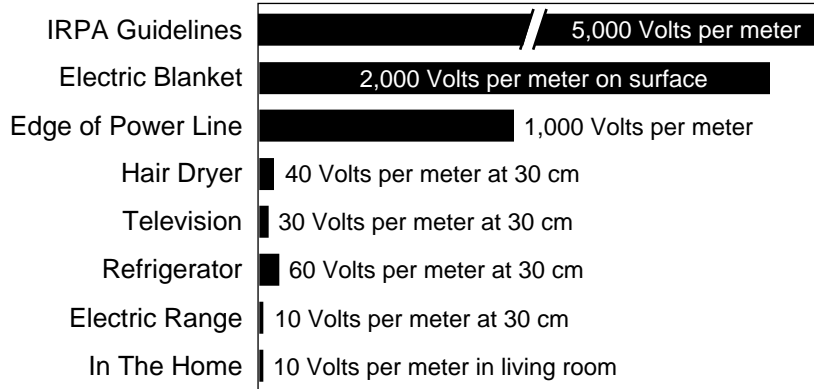 IRPA Guidelines 5,000 Volts per meter
Electric Blanket 2,000 Volts per meter on surface
Edge of Power Line 1,000 Volts per meter
Hair Dryer 40 Volts per meter at 30 cm
Television 30 Volts per meter at 30 cm
Refrigerator 60 Volts per meter at 30 cm
Electric Range 10 Volts per meter at 30 cm
In The Home 10 Volts per meter in living room